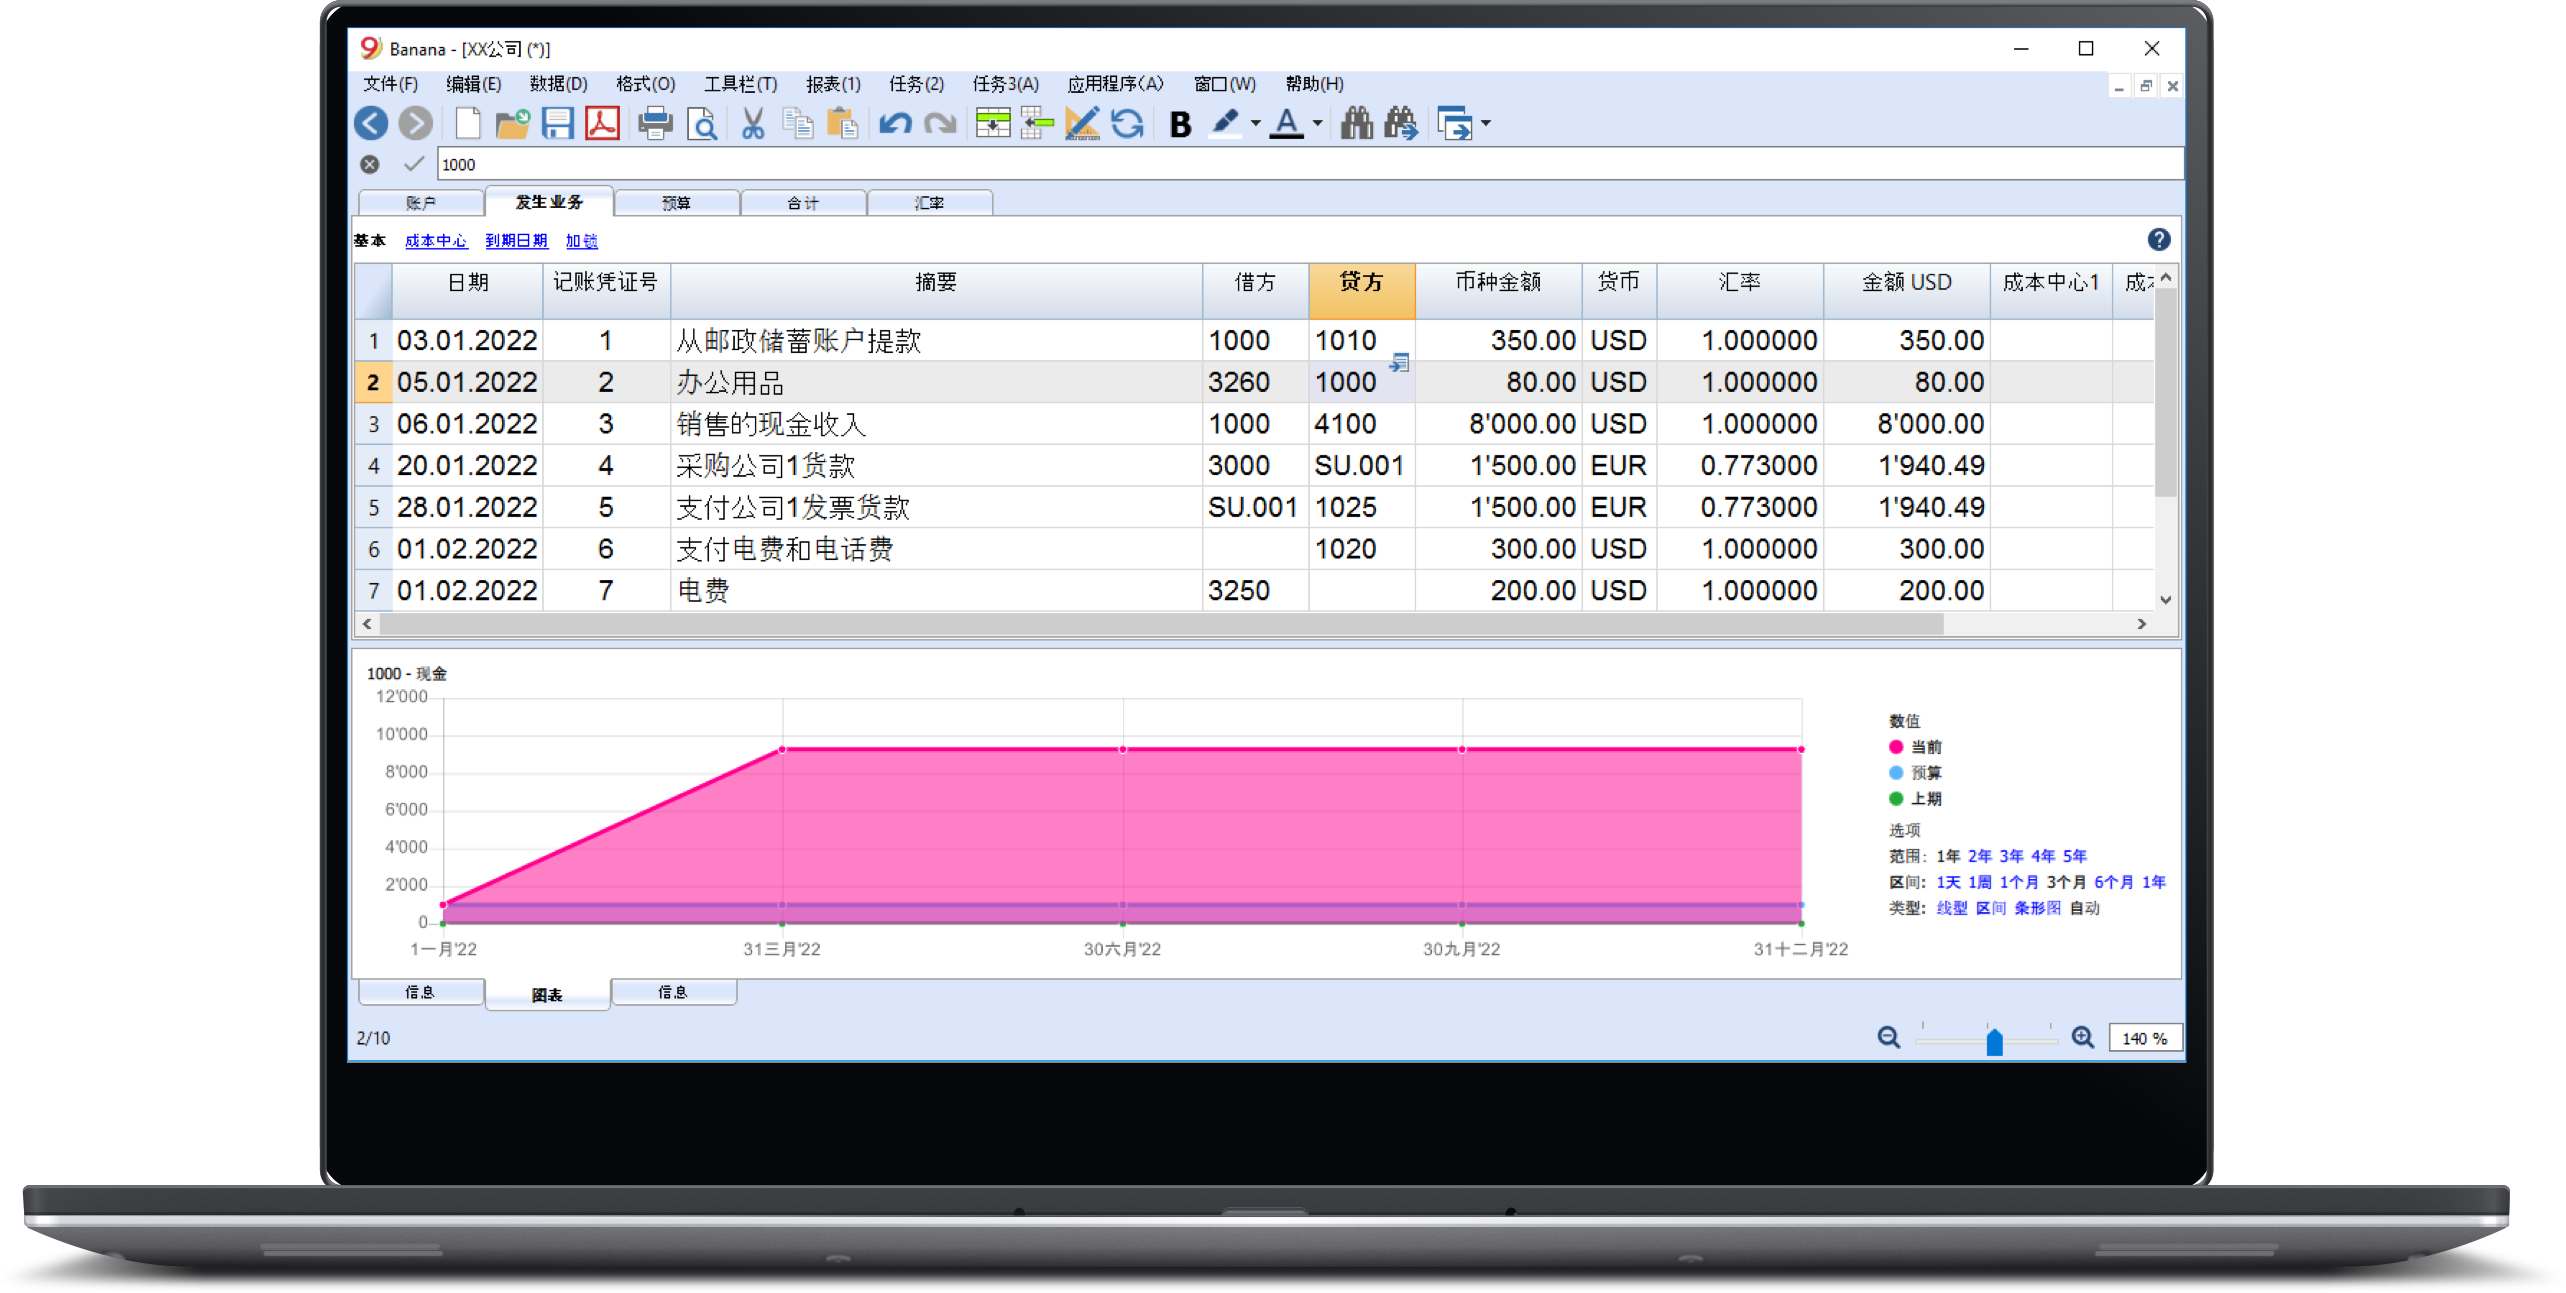 Banana - [XX公司 (*)]
文件(F) 编辑(E) 数据(D) 格式(O) 工具栏(T) 报表(1) 任务(2) 任务3(A) 应用程序(A) 窗口(W) 帮助(H)
1000
账户 发生业务 预算 合计 汇率
基本 成本中心 到期日期 加锁
日期 记账凭证号 摘要 借方 贷方 币种金额 货币 汇率 金额 USD 成本中心1
1 03.01.2022 1 从邮政储蓄账户提款 1000 1010 350.00 USD 1.000000 350.00
2 05.01.2022 2 办公用品 3260 1000 80.00 USD 1.000000 80.00
3 06.01.2022 3 销售的现金收入 1000 4100 8'000.00 USD 1.000000 8'000.00
4 20.01.2022 4 采购公司1货款 3000 SU.001 1'500.00 EUR 0.773000 1'940.49
5 28.01.2022 5 支付公司1发票货款 SU.001 1025 1'500.00 EUR 0.773000 1'940.49
6 01.02.2022 6 支付电费和电话费 1020 300.00 USD 1.000000 300.00
7 01.02.2022 7 电费 3250 200.00 USD 1.000000 200.00
1000 - 现金
12'000
10'000
8'000
6'000
4'000
2'000
0
1一月'22 31三月'22 30六月'22 30九月'22 31十二月'22
数值
当前
预算
上期
选项
范围: 1年 2年 3年 4年 5年
区间: 1天 1周 1个月 3个月 6个月 1年
类型: 线型 区间 条形图 自动
信息 图表 信息
2/10
140 %